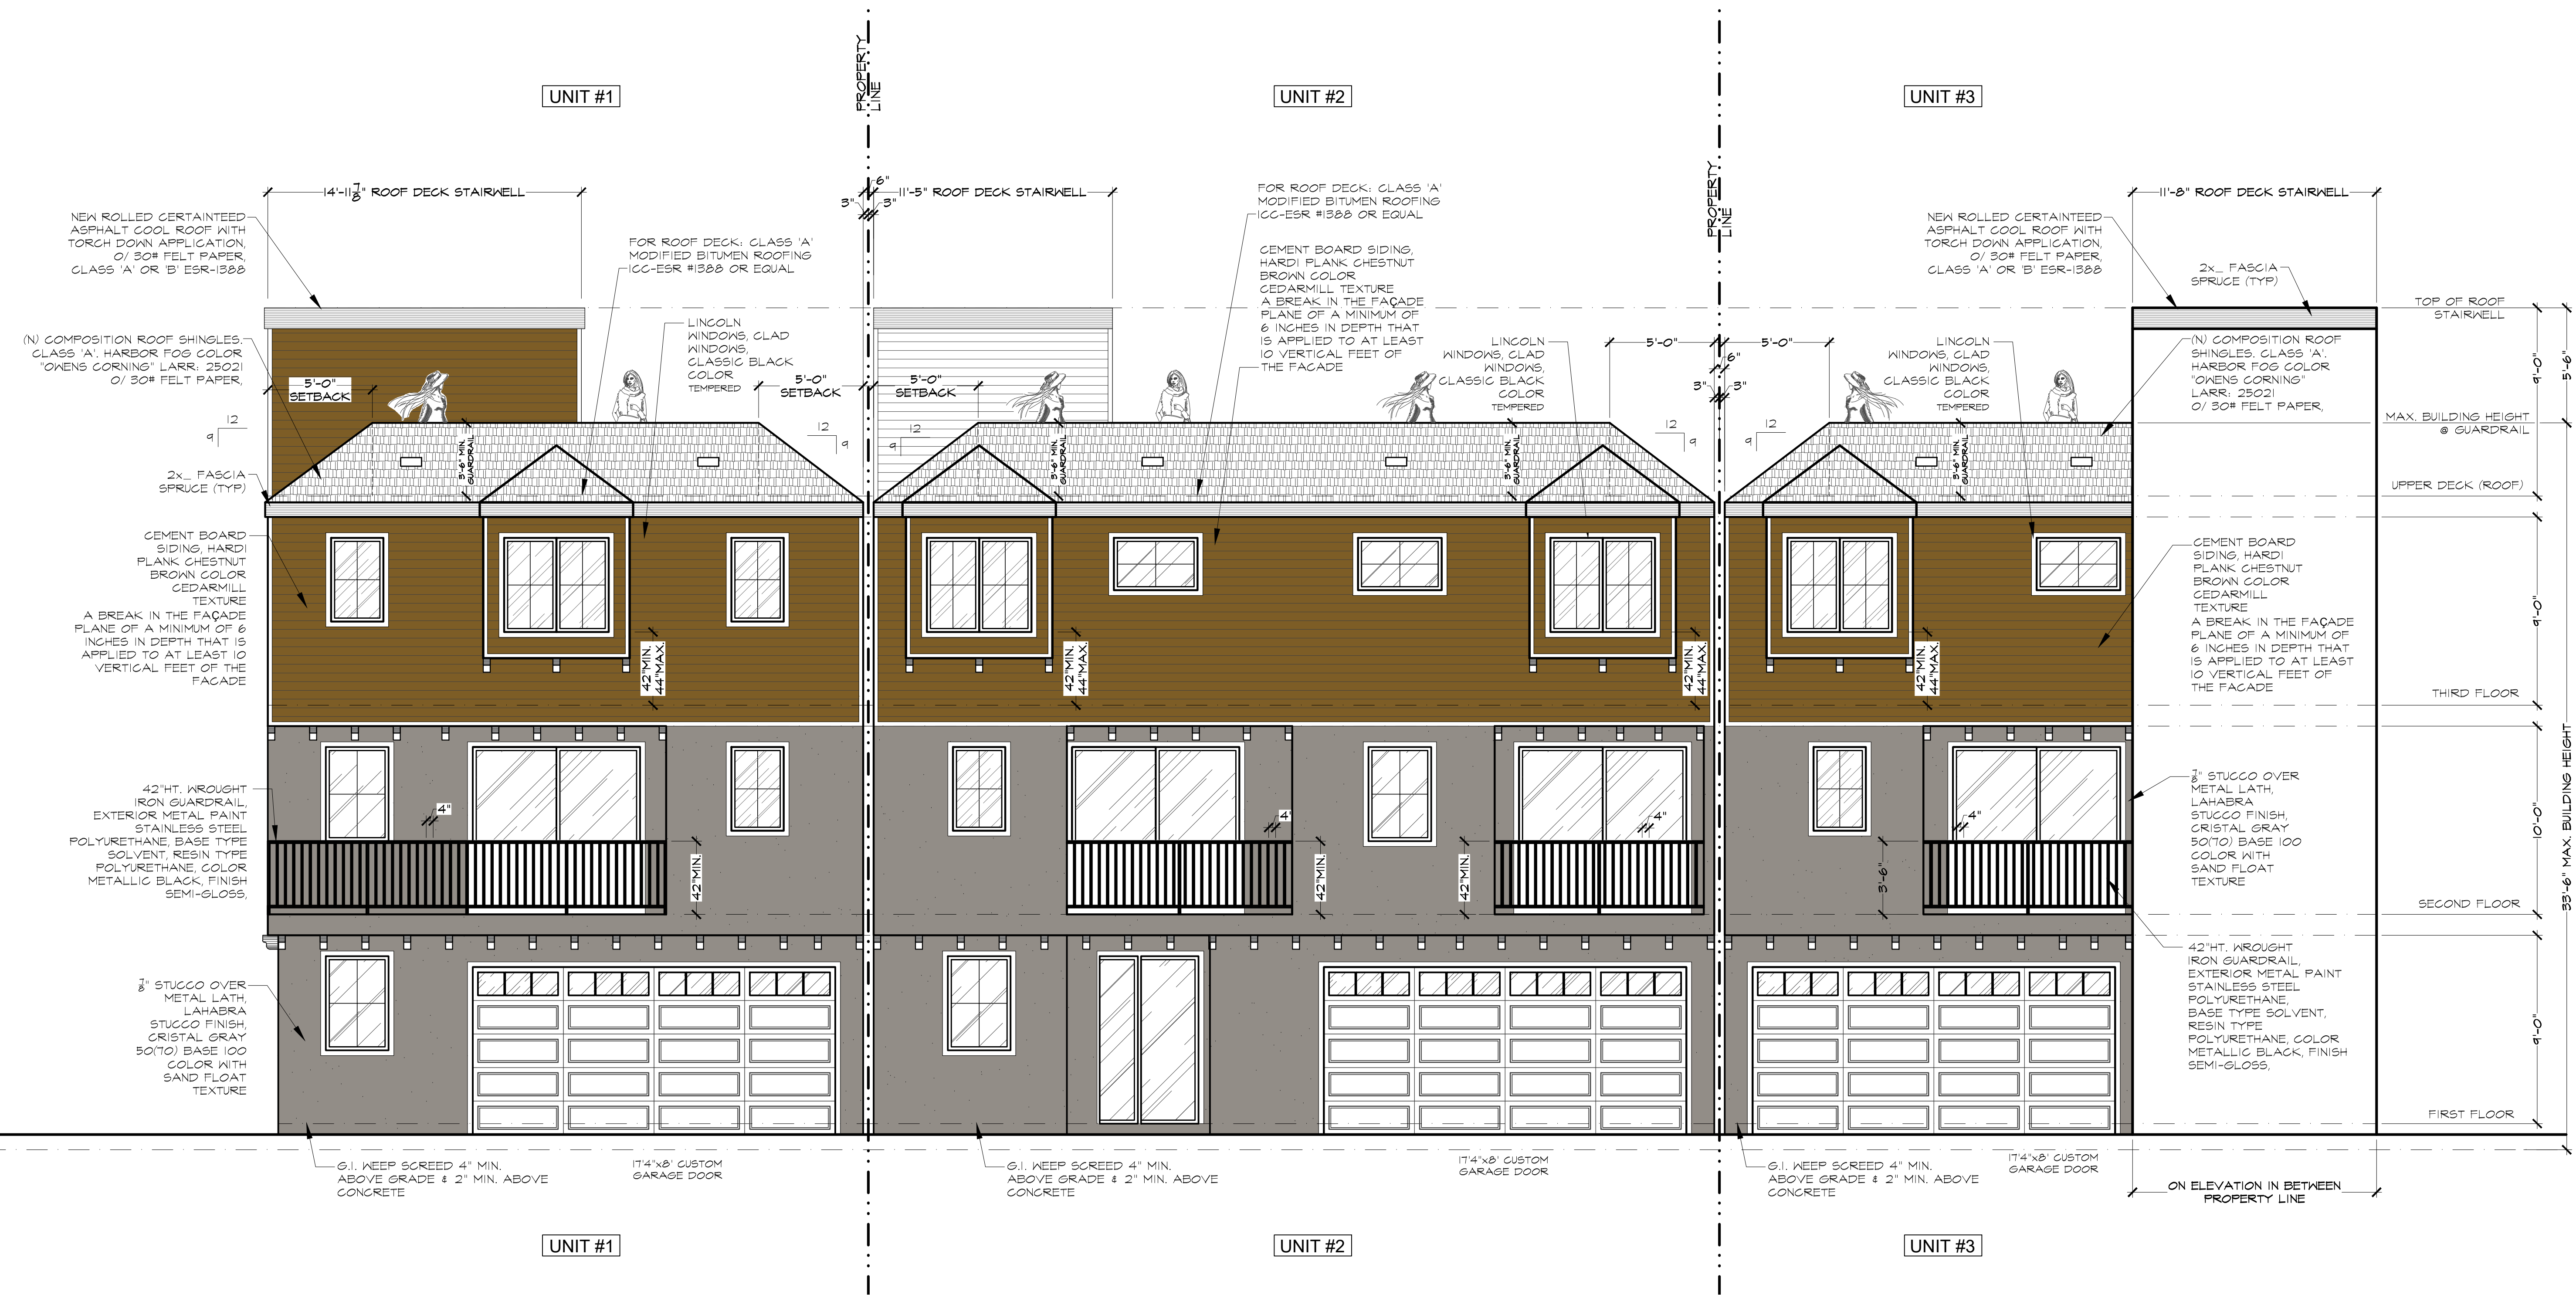 UNIT #1
PROPERTY
LINE
UNIT #2
PROPERTY
LINE
UNIT #3
14'-11 7/8" ROOF DECK STAIRWELL
6"
3"
3"
11'-5" ROOF DECK STAIRWELL
11'-8" ROOF DECK STAIRWELL
NEW ROLLED CERTAINTEED
ASPHALT COOL ROOF WITH
TORCH DOWN APPLICATION,
O/ 30# FELT PAPER,
CLASS 'A' OR 'B' ESR-1388
FOR ROOF DECK: CLASS 'A'
MODIFIED BITUMEN ROOFING
ICC-ESR #1388 OR EQUAL
FOR ROOF DECK: CLASS 'A'
MODIFIED BITUMEN ROOFING
ICC-ESR #1388 OR EQUAL
CEMENT BOARD SIDING,
HARDI PLANK CHESTNUT
BROWN COLOR
CEDARMILL TEXTURE
A BREAK IN THE FAÇADE
PLANE OF A MINIMUM OF
6 INCHES IN DEPTH THAT
IS APPLIED TO AT LEAST
10 VERTICAL FEET OF
THE FACADE
NEW ROLLED CERTAINTEED
ASPHALT COOL ROOF WITH
TORCH DOWN APPLICATION,
O/ 30# FELT PAPER,
CLASS 'A' OR 'B' ESR-1388
2x_ FASCIA
SPRUCE (TYP)
TOP OF ROOF
STAIRWELL
(N) COMPOSITION ROOF SHINGLES.
CLASS 'A'. HARBOR FOG COLOR
"OWENS CORNING" LARR: 25021
O/ 30# FELT PAPER,
5'-0"
SETBACK
LINCOLN
WINDOWS, CLAD
WINDOWS,
CLASSIC BLACK
COLOR
TEMPERED
5'-0"
SETBACK
5'-0"
SETBACK
LINCOLN
WINDOWS, CLAD
WINDOWS,
CLASSIC BLACK
COLOR
TEMPERED
5'-0"
6"
3"
3"
5'-0"
LINCOLN
WINDOWS, CLAD
WINDOWS,
CLASSIC BLACK
COLOR
TEMPERED
(N) COMPOSITION ROOF
SHINGLES. CLASS 'A'.
HARBOR FOG COLOR
"OWENS CORNING"
LARR: 25021
O/ 30# FELT PAPER,
9'-0"
5'-6"
MAX. BUILDING HEIGHT
@ GUARDRAIL
12
9
12
9
12
9
12
9
12
9
3'-6" MIN.
GUARDRAIL
3'-6" MIN.
GUARDRAIL
3'-6" MIN.
GUARDRAIL
3'-6" MIN.
GUARDRAIL
2x_ FASCIA
SPRUCE (TYP)
UPPER DECK (ROOF)
CEMENT BOARD
SIDING, HARDI
PLANK CHESTNUT
BROWN COLOR
CEDARMILL
TEXTURE
A BREAK IN THE FAÇADE
PLANE OF A MINIMUM OF 6
INCHES IN DEPTH THAT IS
APPLIED TO AT LEAST 10
VERTICAL FEET OF THE
FACADE
42"MIN.
44"MAX.
42"MIN.
44"MAX.
42"MIN.
44"MAX.
42"MIN.
44"MAX.
CEMENT BOARD
SIDING, HARDI
PLANK CHESTNUT
BROWN COLOR
CEDARMILL
TEXTURE
A BREAK IN THE FAÇADE
PLANE OF A MINIMUM OF
6 INCHES IN DEPTH THAT
IS APPLIED TO AT LEAST
10 VERTICAL FEET OF
THE FACADE
9'-0"
THIRD FLOOR
42"HT. WROUGHT
IRON GUARDRAIL,
EXTERIOR METAL PAINT
STAINLESS STEEL
POLYURETHANE, BASE TYPE
SOLVENT, RESIN TYPE
POLYURETHANE, COLOR
METALLIC BLACK, FINISH
SEMI-GLOSS,
4"
42"MIN.
4"
42"MIN.
42"MIN.
4"
4"
3'-6"
7/8" STUCCO OVER
METAL LATH,
LAHABRA
STUCCO FINISH,
CRISTAL GRAY
50(70) BASE 100
COLOR WITH
SAND FLOAT
TEXTURE
10'-0"
33'-6" MAX. BUILDING HEIGHT
SECOND FLOOR
7/8" STUCCO OVER
METAL LATH,
LAHABRA
STUCCO FINISH,
CRISTAL GRAY
50(70) BASE 100
COLOR WITH
SAND FLOAT
TEXTURE
42"HT. WROUGHT
IRON GUARDRAIL,
EXTERIOR METAL PAINT
STAINLESS STEEL
POLYURETHANE,
BASE TYPE SOLVENT,
RESIN TYPE
POLYURETHANE, COLOR
METALLIC BLACK, FINISH
SEMI-GLOSS,
9'-0"
FIRST FLOOR
G.I. WEEP SCREED 4" MIN.
ABOVE GRADE & 2" MIN. ABOVE
CONCRETE
17'4"x8' CUSTOM
GARAGE DOOR
G.I. WEEP SCREED 4" MIN.
ABOVE GRADE & 2" MIN. ABOVE
CONCRETE
17'4"x8' CUSTOM
GARAGE DOOR
G.I. WEEP SCREED 4" MIN.
ABOVE GRADE & 2" MIN. ABOVE
CONCRETE
17'4"x8' CUSTOM
GARAGE DOOR
ON ELEVATION IN BETWEEN
PROPERTY LINE
UNIT #1
UNIT #2
UNIT #3